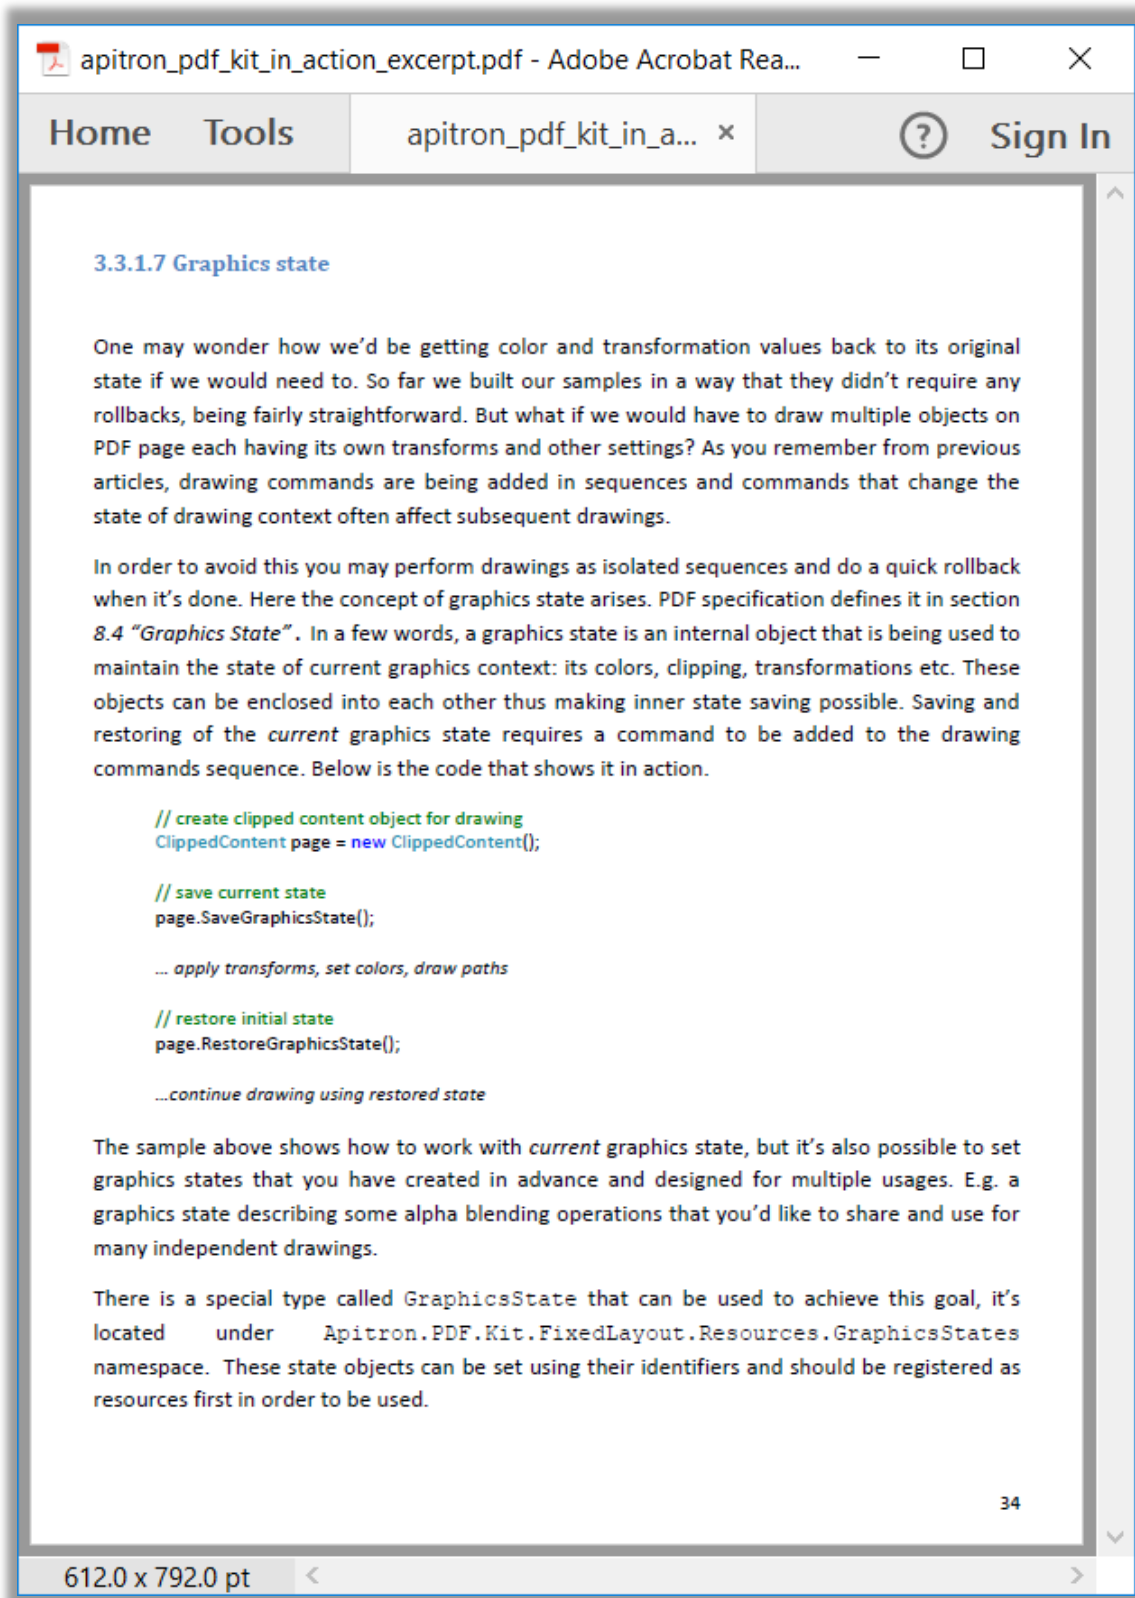 apitron_pdf_kit_in_action_excerpt.pdf - Adobe Acrobat Rea...
Home Tools apitron_pdf_kit_in_a... × ? Sign In
3.3.1.7 Graphics state
One may wonder how we’d be getting color and transformation values back to its original
state if we would need to. So far we built our samples in a way that they didn’t require any
rollbacks, being fairly straightforward. But what if we would have to draw multiple objects on
PDF page each having its own transforms and other settings? As you remember from previous
articles, drawing commands are being added in sequences and commands that change the
state of drawing context often affect subsequent drawings.
In order to avoid this you may perform drawings as isolated sequences and do a quick rollback
when it’s done. Here the concept of graphics state arises. PDF specification defines it in section
8.4 “Graphics State”. In a few words, a graphics state is an internal object that is being used to
maintain the state of current graphics context: its colors, clipping, transformations etc. These
objects can be enclosed into each other thus making inner state saving possible. Saving and
restoring of the current graphics state requires a command to be added to the drawing
commands sequence. Below is the code that shows it in action.
// create clipped content object for drawing
ClippedContent page = new ClippedContent();
// save current state
page.SaveGraphicsState();
... apply transforms, set colors, draw paths
// restore initial state
page.RestoreGraphicsState();
...continue drawing using restored state
The sample above shows how to work with current graphics state, but it’s also possible to set
graphics states that you have created in advance and designed for multiple usages. E.g. a
graphics state describing some alpha blending operations that you’d like to share and use for
many independent drawings.
There is a special type called GraphicsState that can be used to achieve this goal, it’s
located under Apitron.PDF.Kit.FixedLayout.Resources.GraphicsStates
namespace. These state objects can be set using their identifiers and should be registered as
resources first in order to be used.
34
612.0 x 792.0 pt